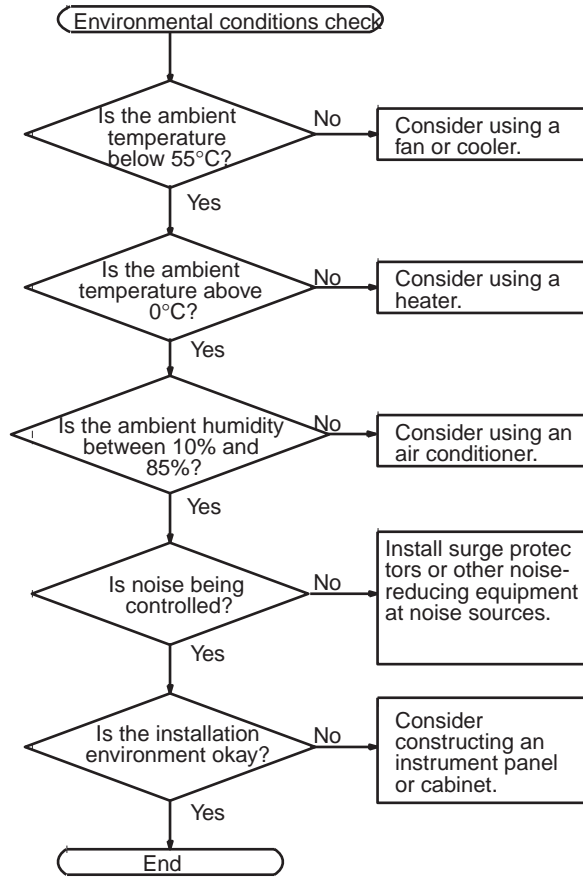 Environmental conditions check
Is the ambient
temperature
below 55°C?
No
Consider using a
fan or cooler.
Yes
Is the ambient
temperature above
0°C?
No
Consider using a
heater.
Yes
Is the ambient humidity
between 10% and
85%?
No
Consider using an
air conditioner.
Yes
Is noise being
controlled?
No
Install surge protec
tors or other noise-
reducing equipment
at noise sources.
Yes
Is the installation
environment okay?
No
Consider
constructing an
instrument panel
or cabinet.
Yes
End